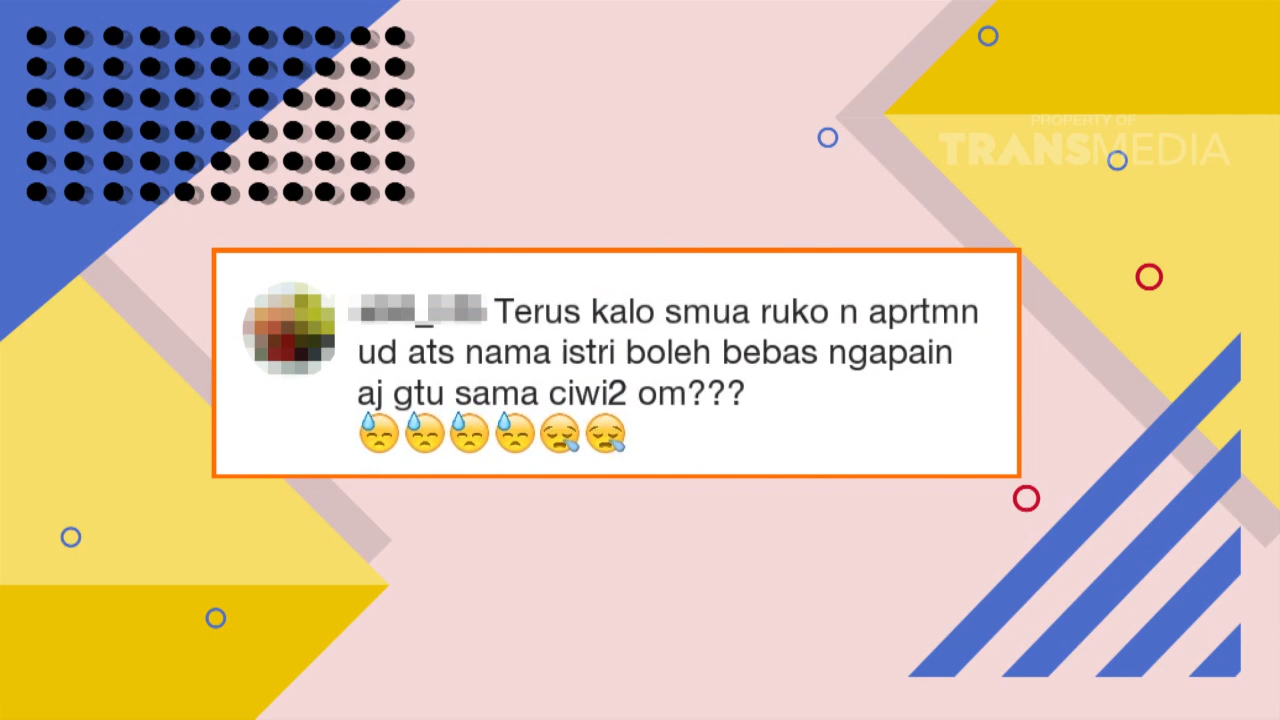 PROPERTY OF
TRANSMEDIA
Terus kalo smua ruko n aprtmn
ud ats nama istri boleh bebas ngapain
aj gtu sama ciwi2 om???
😓😓😓😓😪😪